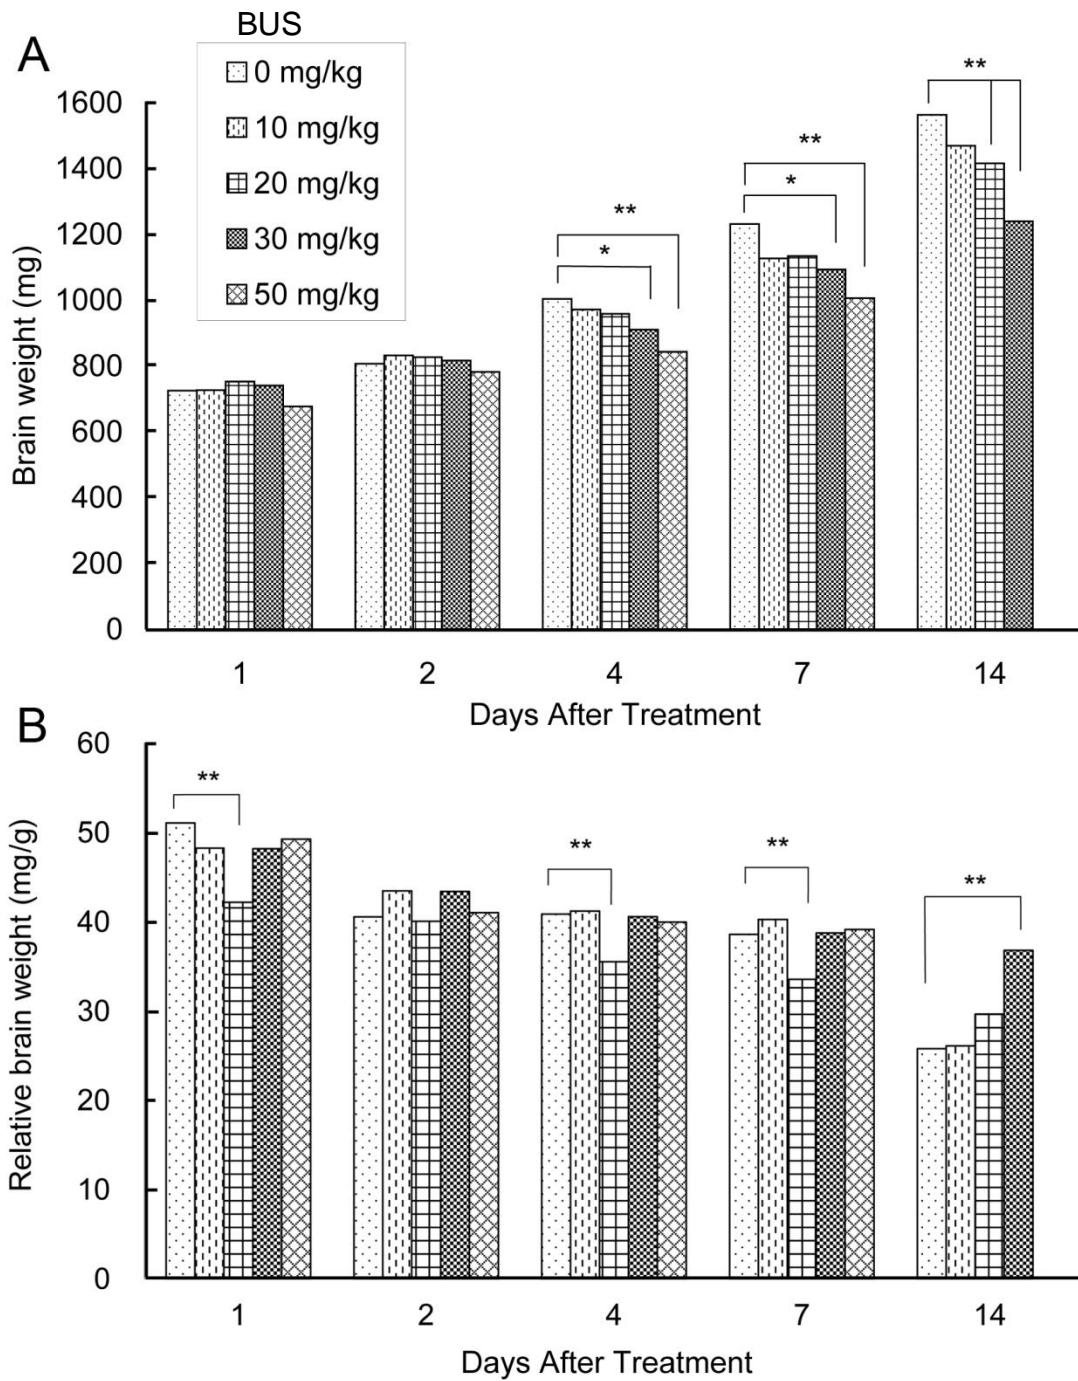 BUS
A
0 mg/kg
10 mg/kg
20 mg/kg
30 mg/kg
50 mg/kg
Brain weight (mg)
1600
1400
1200
1000
800
600
400
200
0
**
*
**
*
**
1
2
4
7
14
Days After Treatment
B
Relative brain weight (mg/g)
60
50
40
30
20
10
0
**
**
**
**
1
2
4
7
14
Days After Treatment